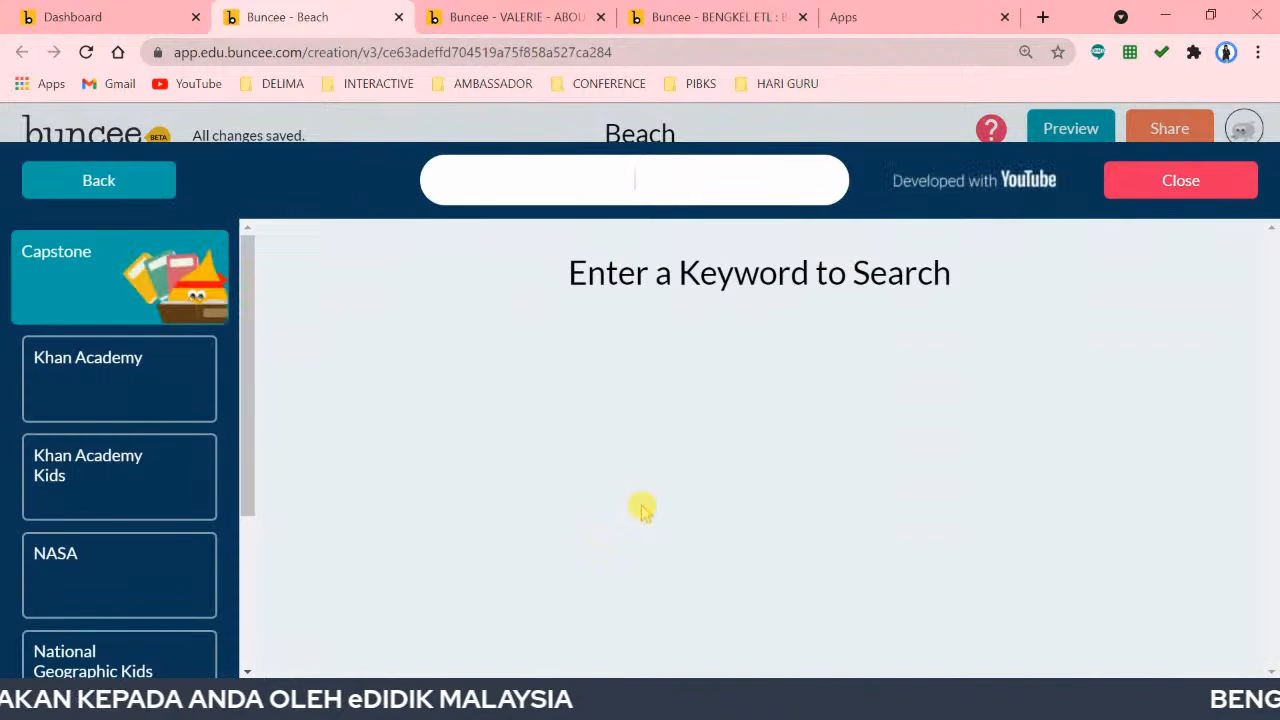 Dashboard
Buncee - Beach
Buncee - VALERIE - ABOU
Buncee - BENGKEL ETL : B
Apps
app.edu.buncee.com/creation/v3/ce63adeffd704519a75f858a527ca284
Apps
Gmail
YouTube
DELIMA
INTERACTIVE
AMBASSADOR
CONFERENCE
PIBKS
HARI GURU
buncee BETA
All changes saved.
Beach
?
Preview
Share
Back
Developed with YouTube
Close
Capstone
Enter a Keyword to Search
Khan Academy
Khan Academy
Kids
NASA
National
Geographic Kids
AKAN KEPADA ANDA OLEH eDIDIK MALAYSIA
BENG